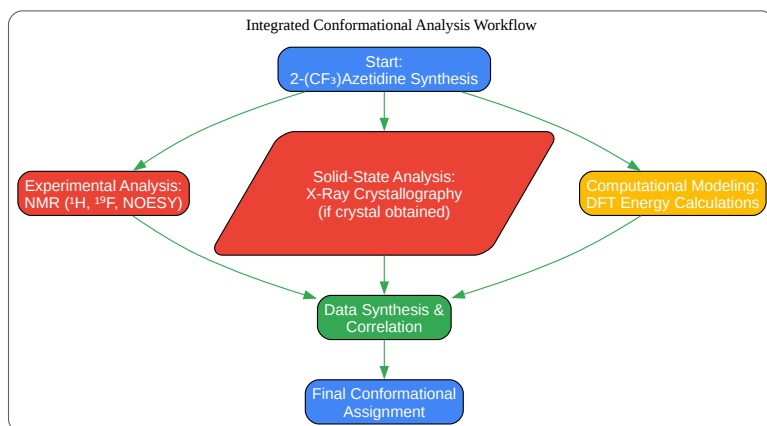 Integrated Conformational Analysis Workflow
Start:
2-(CF₃)Azetidine Synthesis
Experimental Analysis:
NMR (¹H, ¹⁹F, NOESY)
Solid-State Analysis:
X-Ray Crystallography
(if crystal obtained)
Computational Modeling:
DFT Energy Calculations
Data Synthesis &
Correlation
Final Conformational
Assignment